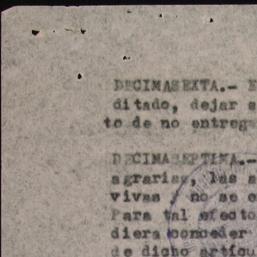 DECIMASEXTA.- E
ditado, dejar s
to de no entreg
DECIMASEPTIMA.-
agrarias, las s
vivas y no se e
Para tal efecto
diera conceder
de dicho artícu